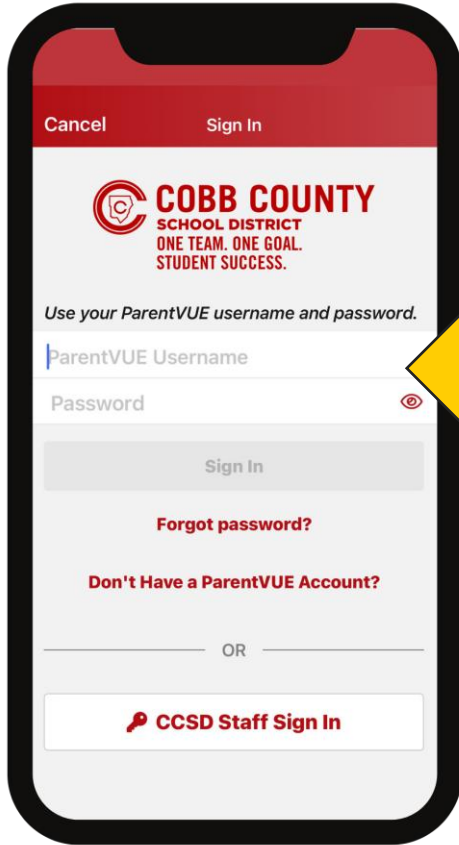 Cancel Sign In
COBB COUNTY
SCHOOL DISTRICT
ONE TEAM. ONE GOAL.
STUDENT SUCCESS.
Use your ParentVUE username and password.
ParentVUE Username
Password
Sign In
Forgot password?
Don't Have a ParentVUE Account?
OR
CCSD Staff Sign In